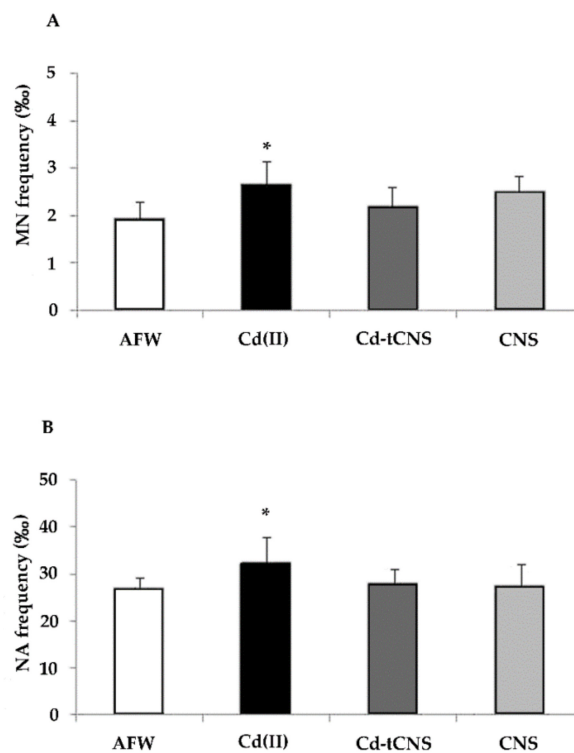 A
MN frequency (‰)
5
4
3
2
1
0
*
AFW Cd(II) Cd-tCNS CNS
B
NA frequency (‰)
50
40
30
20
10
0
*
AFW Cd(II) Cd-tCNS CNS